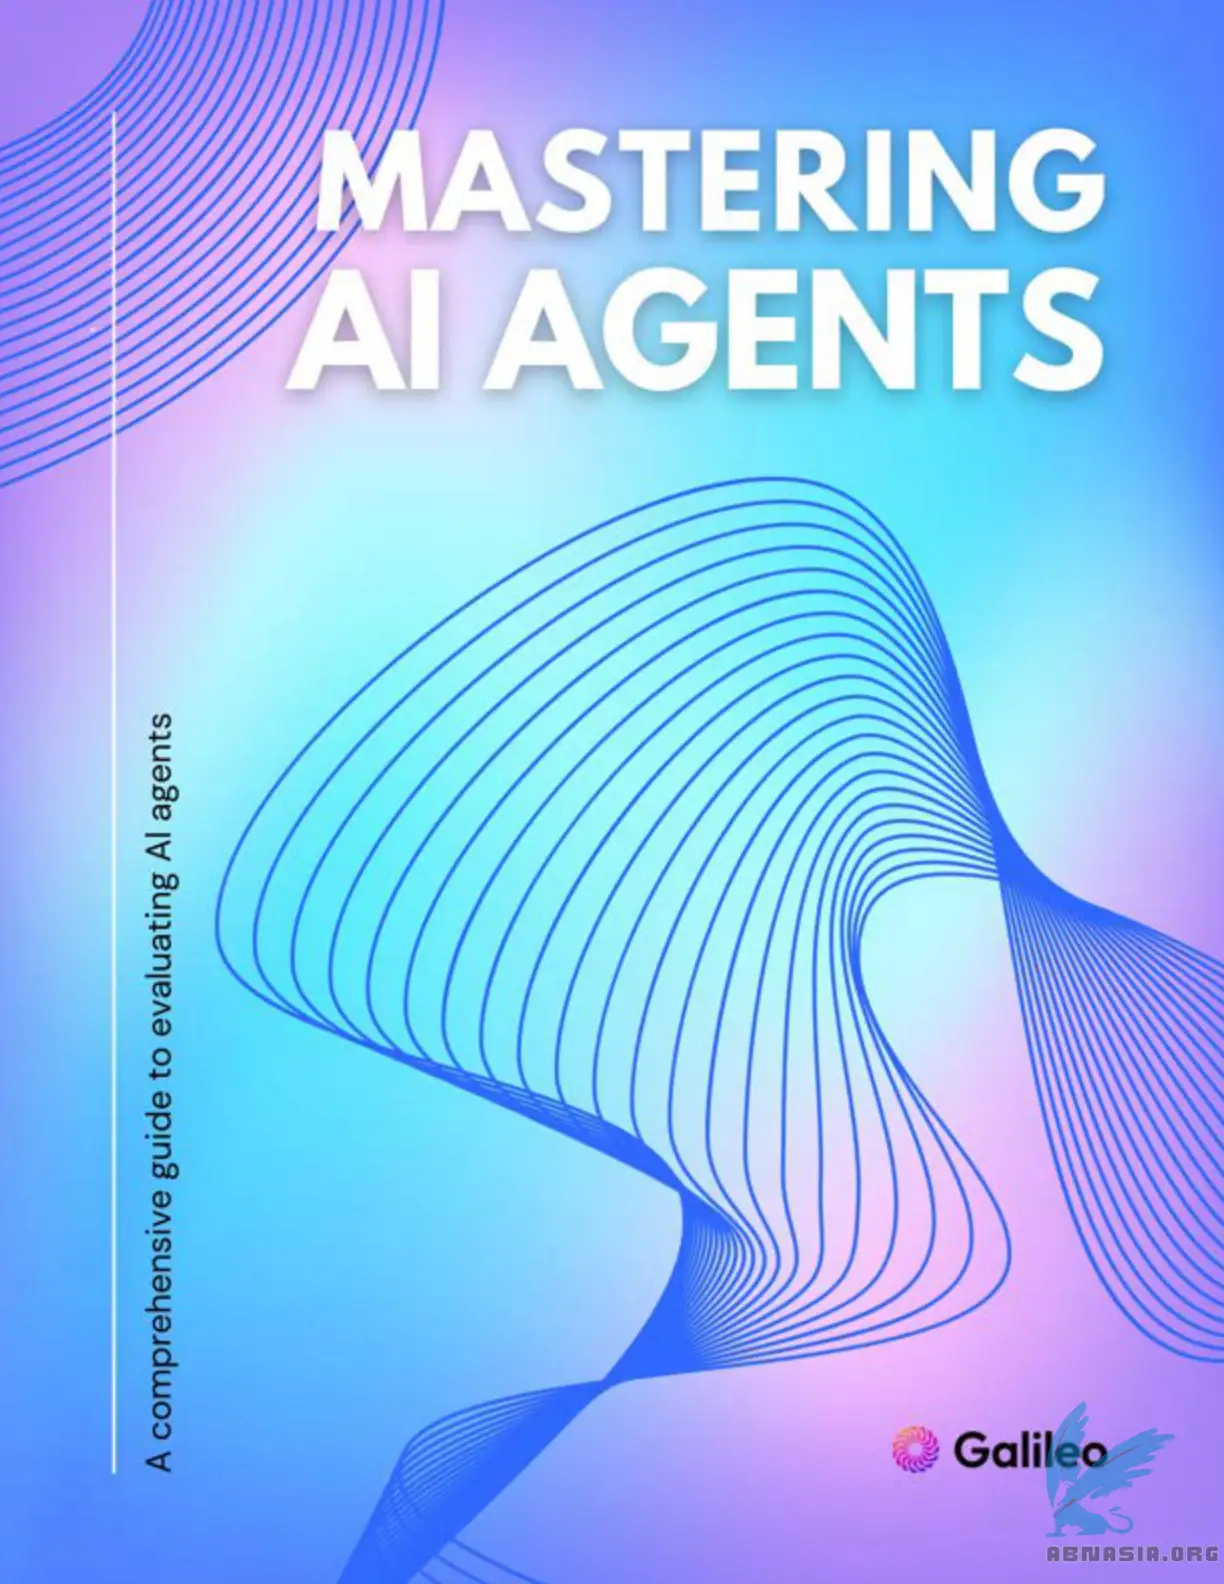 MASTERING
AI AGENTS
A comprehensive guide to evaluating AI agents
Galileo
ABNASIA.ORG